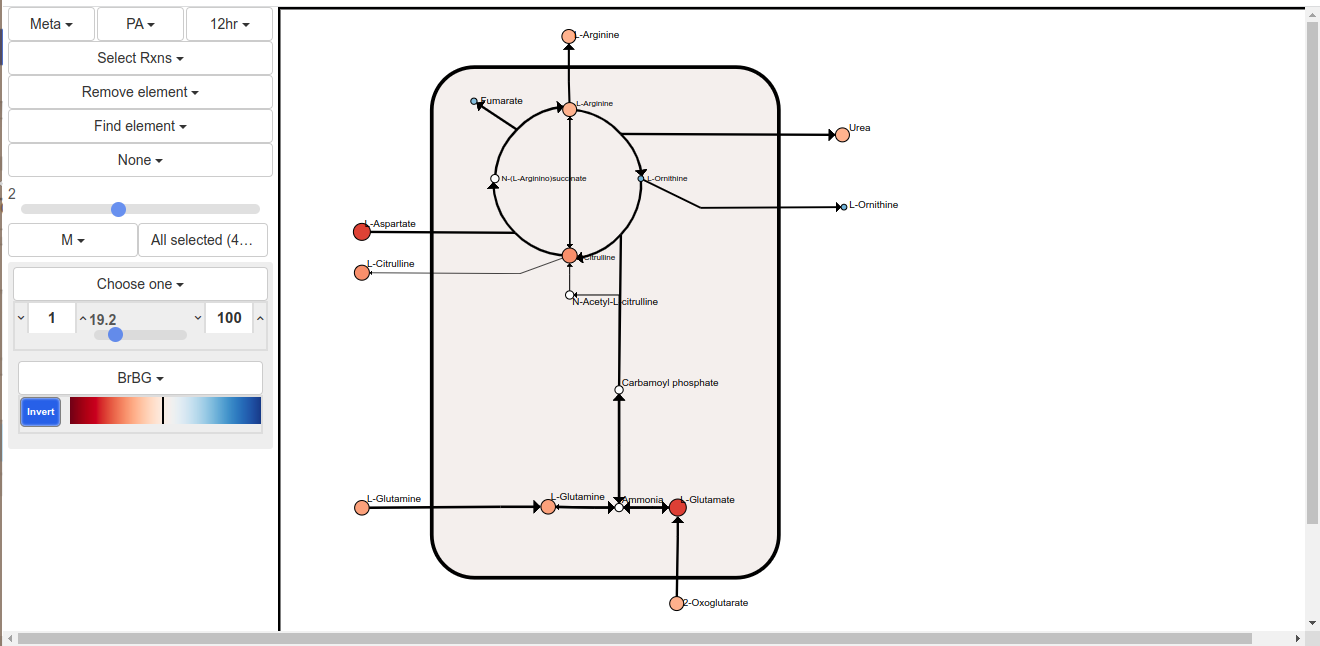 Meta PA 12hr
Select Rxns
Remove element
Find element
None
2
M All selected (4...
Choose one
1 19.2 100
BrBG
Invert
L-Arginine
Fumarate
L-Arginine
Urea
N-(L-Arginino)succinate
L-Ornithine
L-Ornithine
L-Aspartate
L-Citrulline
Citrulline
N-Acetyl-L-citrulline
Carbamoyl phosphate
L-Glutamine
L-Glutamine
Ammonia
L-Glutamate
2-Oxoglutarate